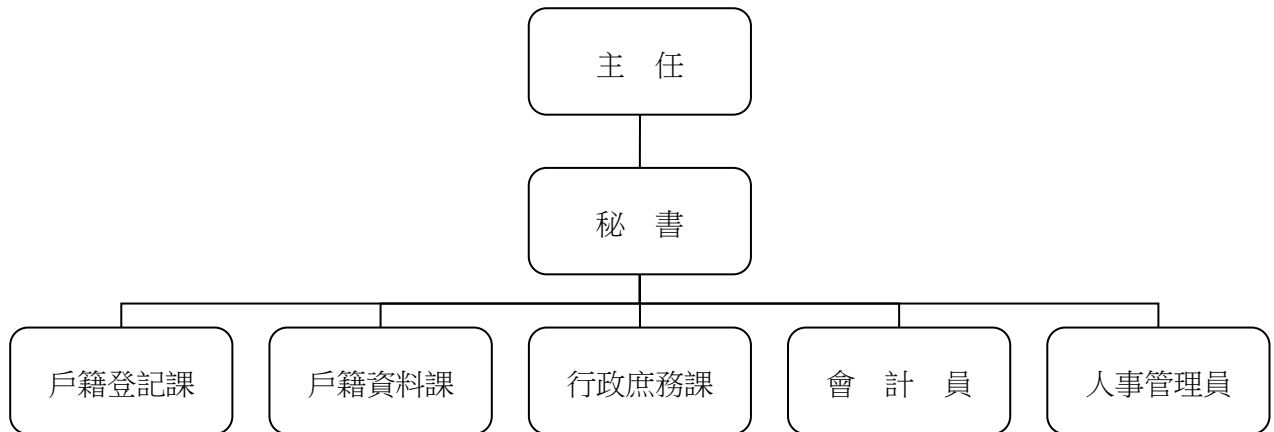 主　任
秘　書
戶籍登記課
戶籍資料課
行政庶務課
會　計　員
人事管理員